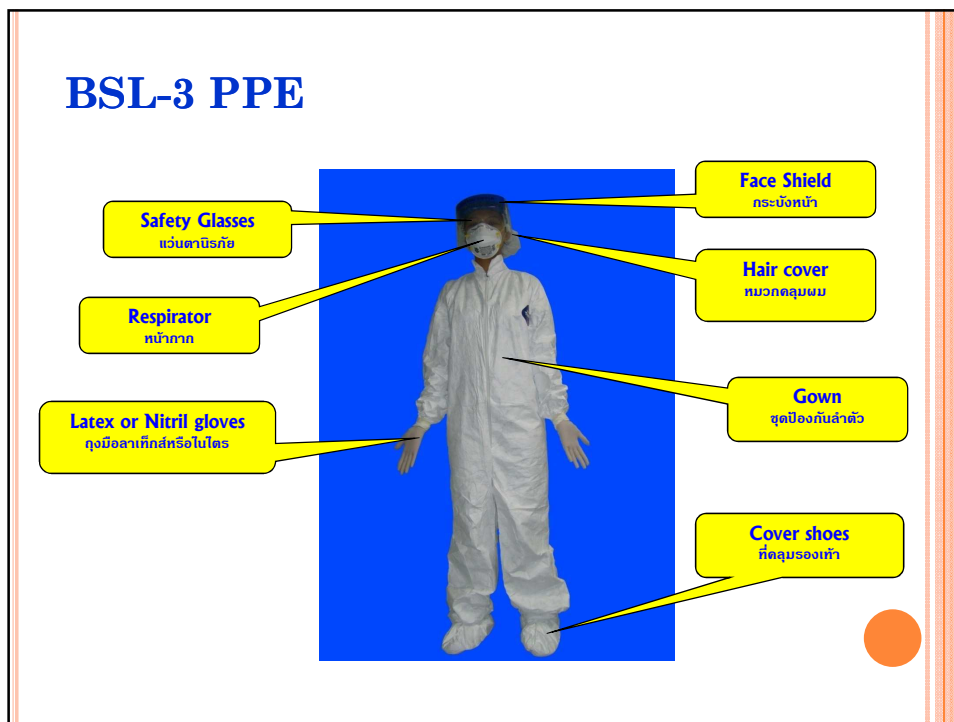 BSL-3 PPE
Safety Glasses
แว่นตานิรภัย
Respirator
หน้ากาก
Latex or Nitril gloves
ถุงมือลาเท็กส์หรือไนไตร
Face Shield
กระบังหน้า
Hair cover
หมวกคลุมผม
Gown
ชุดป้องกันลำตัว
Cover shoes
ที่คลุมรองเท้า